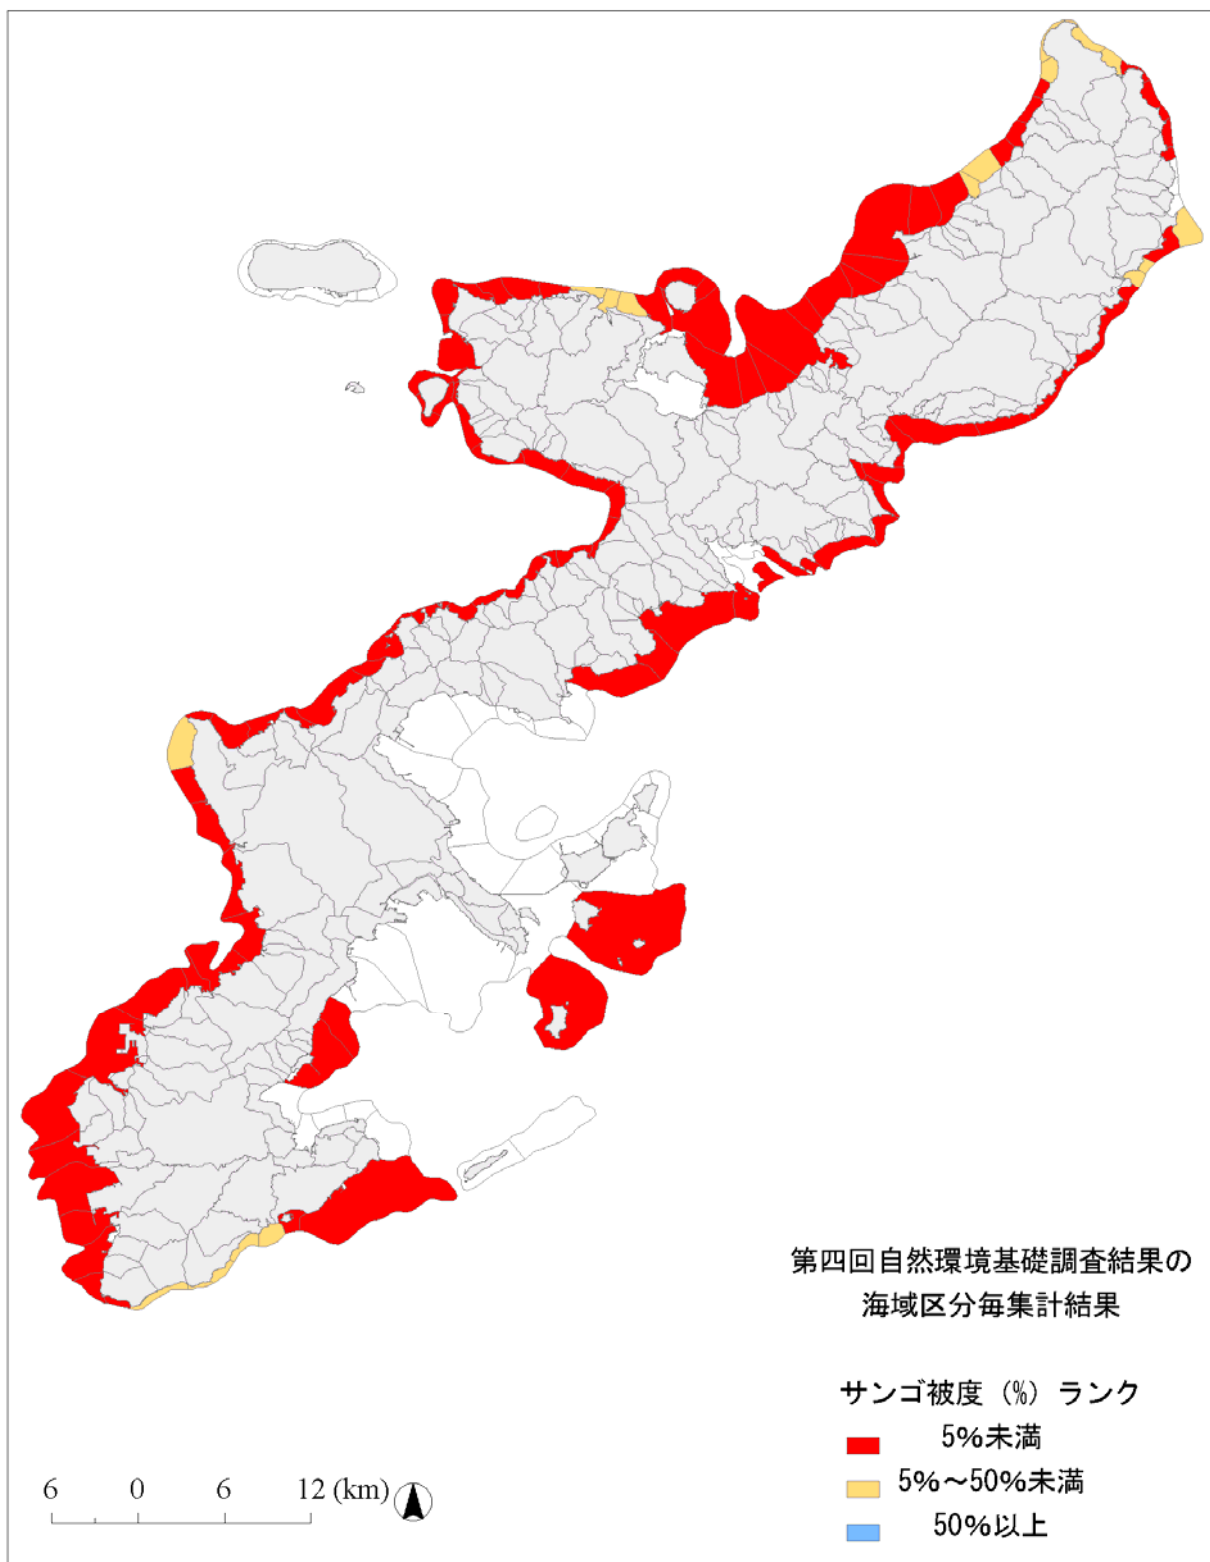 第四回自然環境基礎調査結果の
海域区分毎集計結果
サンゴ被度 (%) ランク
5%未満
5%～50%未満
50%以上
6 0 6 12 (km)